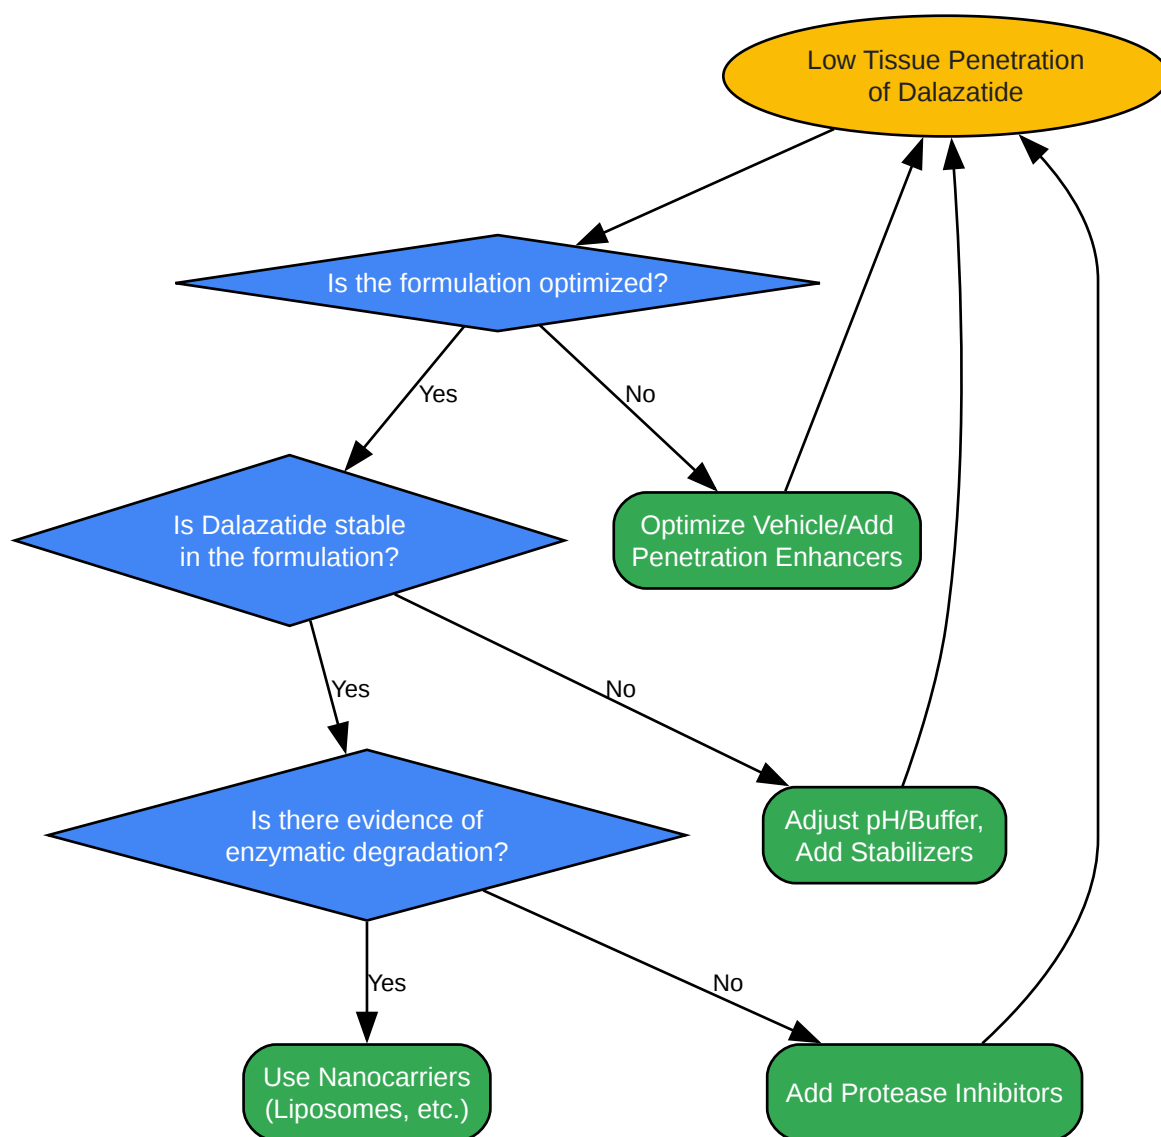 Low Tissue Penetration
of Dalazatide
Is the formulation optimized?
Yes
No
Is Dalazatide stable
in the formulation?
Optimize Vehicle/Add
Penetration Enhancers
Yes
No
Is there evidence of
enzymatic degradation?
Adjust pH/Buffer,
Add Stabilizers
Yes
No
Use Nanocarriers
(Liposomes, etc.)
Add Protease Inhibitors